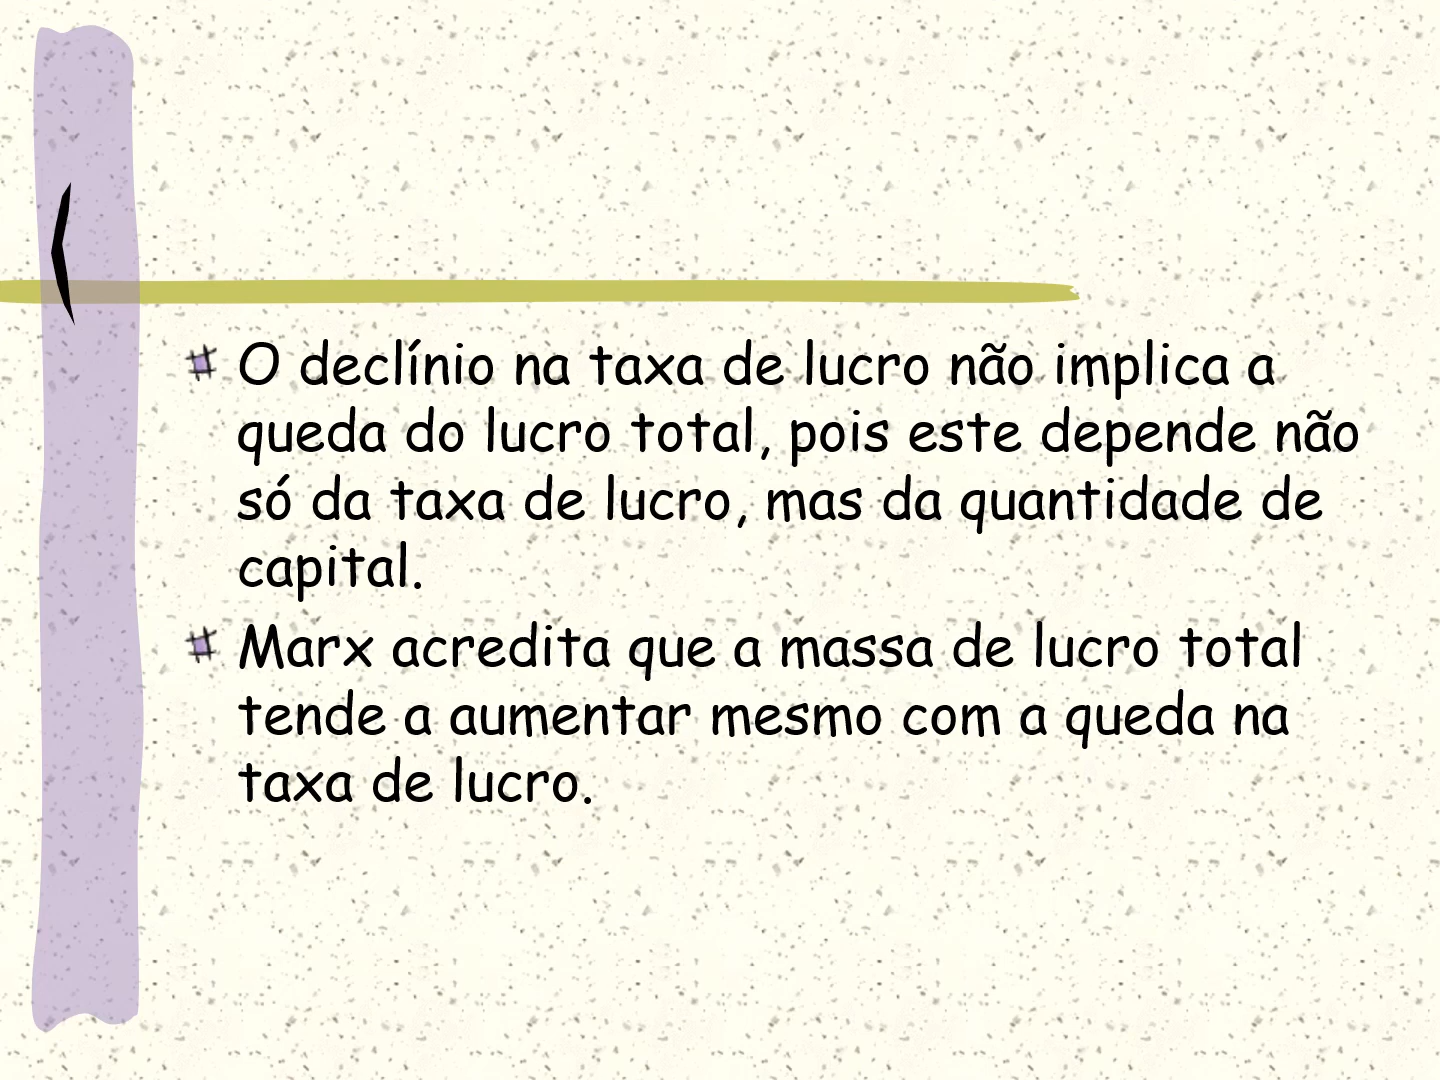 O declínio na taxa de lucro não implica a
queda do lucro total, pois este depende não
só da taxa de lucro, mas da quantidade de
capital.
Marx acredita que a massa de lucro total
tende a aumentar mesmo com a queda na
taxa de lucro.